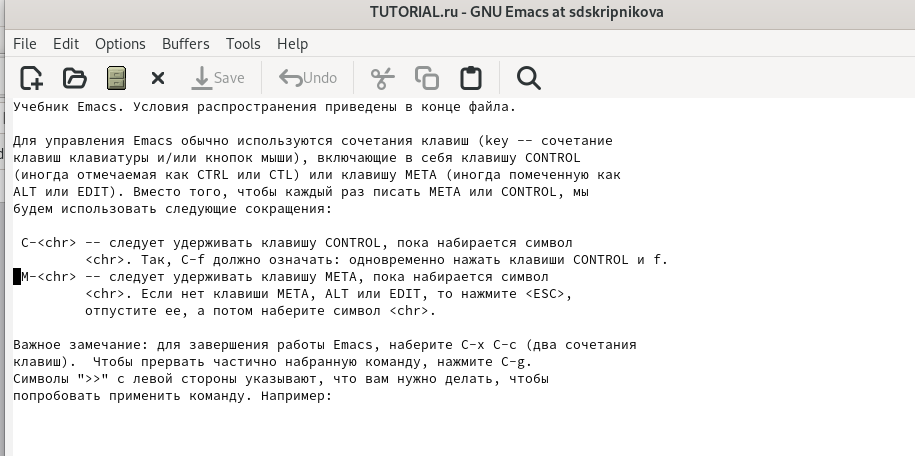 TUTORIAL.ru - GNU Emacs at sdskripnikova
File Edit Options Buffers Tools Help
Save Undo
Учебник Emacs. Условия распространения приведены в конце файла.
Для управления Emacs обычно используются сочетания клавиш (key -- сочетание
клавиш клавиатуры и/или кнопок мыши), включающие в себя клавишу CONTROL
(иногда отмечаемая как CTRL или CTL) или клавишу META (иногда помеченную как
ALT или EDIT). Вместо того, чтобы каждый раз писать META или CONTROL, мы
будем использовать следующие сокращения:
C-<chr> -- следует удерживать клавишу CONTROL, пока набирается символ
<chr>. Так, C-f должно означать: одновременно нажать клавиши CONTROL и f.
M-<chr> -- следует удерживать клавишу META, пока набирается символ
<chr>. Если нет клавиши META, ALT или EDIT, то нажмите <ESC>,
отпустите ее, а потом наберите символ <chr>.
Важное замечание: для завершения работы Emacs, наберите C-x C-c (два сочетания
клавиш).  Чтобы прервать частично набранную команду, нажмите C-g.
Символы ">>" с левой стороны указывают, что вам нужно делать, чтобы
попробовать применить команду. Например: